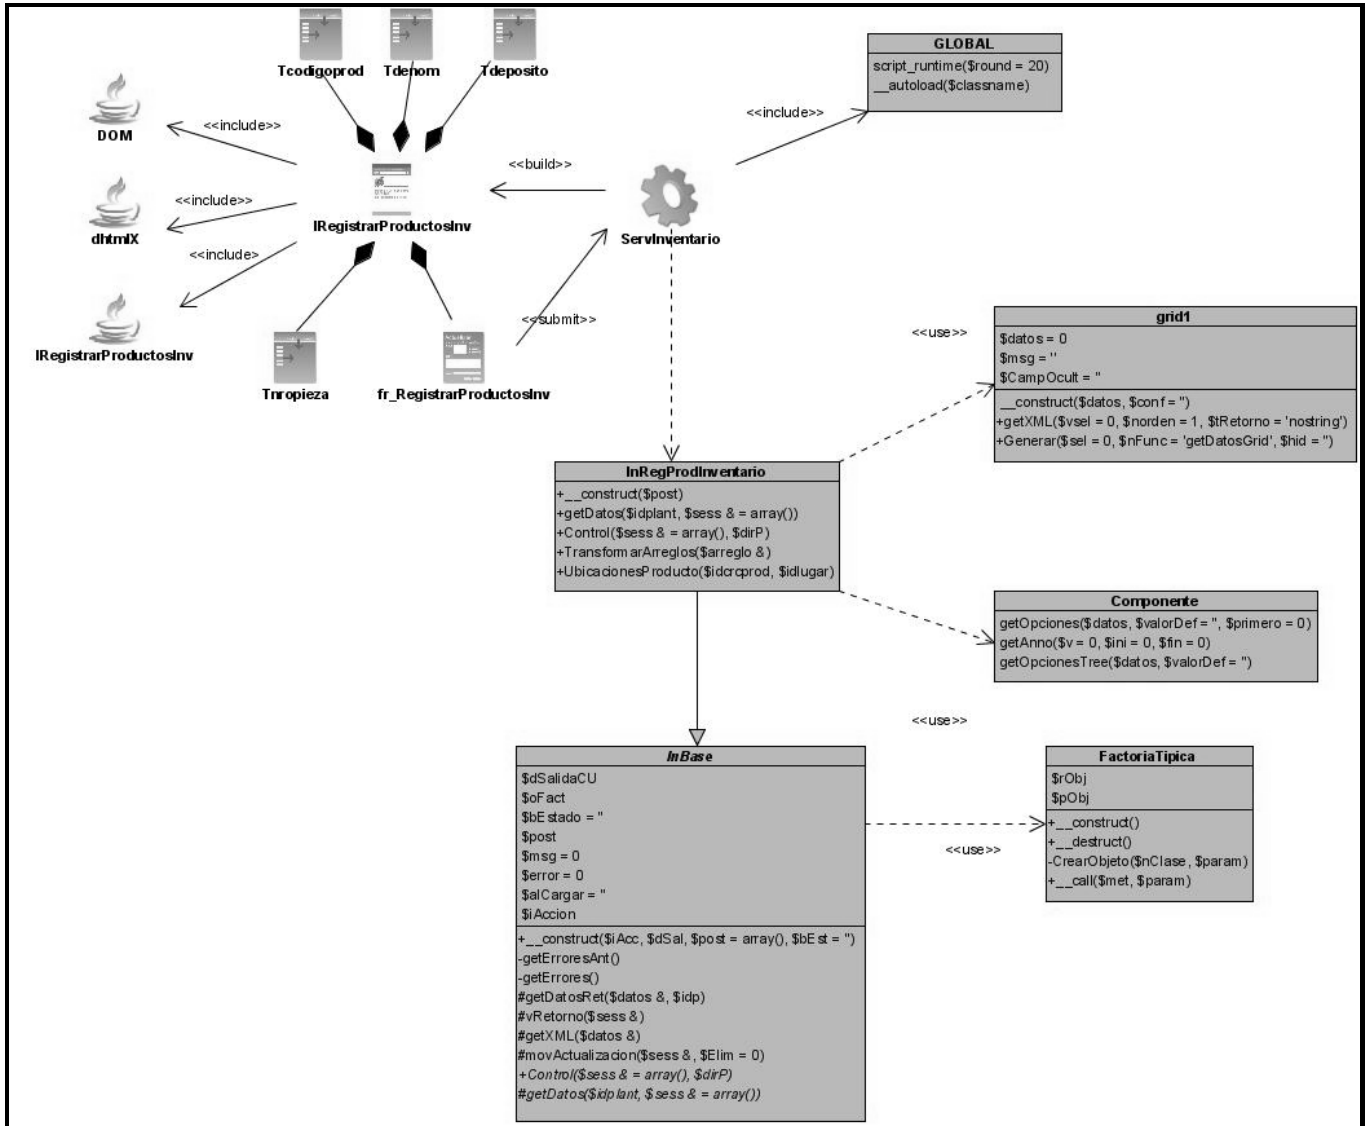 Tcodigoprod
Tdenom
Tdeposito
GLOBAL
script_runtime($round = 20)
__autoload($classname)
DOM
<<include>>
<<include>>
<<build>>
dhtmlX
<<include>>
IRegistrarProductosInv
ServInventario
<<include>
IRegistrarProductosInv
<<submit>>
Tnropieza
fr_RegistrarProductosInv
<<use>>
grid1
$datos = 0
$msg = ''
$CampOcult = ''
__construct($datos, $conf = '')
+getXML($vsel = 0, $norden = 1, $tRetorno = 'nostring')
+Generar($sel = 0, $nFunc = 'getDatosGrid', $hid = '')
InRegProdInventario
+__construct($post)
+getDatos($idplant, $sess & = array())
+Control($sess & = array(), $dirP)
+TransformarArreglos($arreglo &)
+UbicacionesProducto($idcrcprod, $idlugar)
Componente
getOpciones($datos, $valorDef = '', $primero = 0)
getAnno($v = 0, $ini = 0, $fin = 0)
getOpcionesTree($datos, $valorDef = '')
<<use>>
InBase
$dSalidaCU
$oFact
$bEstado = ''
$post
$msg = 0
$error = 0
$alCargar = ''
$iAccion
+__construct($iAcc, $dSal, $post = array(), $bEst = '')
-getErroresAnt()
-getErrores()
#getDatosRet($datos &, $idp)
#vRetorno($sess &)
#getXML($datos &)
#movActualizacion($sess &, $Elim = 0)
+Control($sess & = array(), $dirP)
#getDatos($idplant, $sess & = array())
<<use>>
FactoriaTipica
$rObj
$pObj
+__construct()
+__destruct()
-CrearObjeto($nClase, $param)
+__call($met, $param)